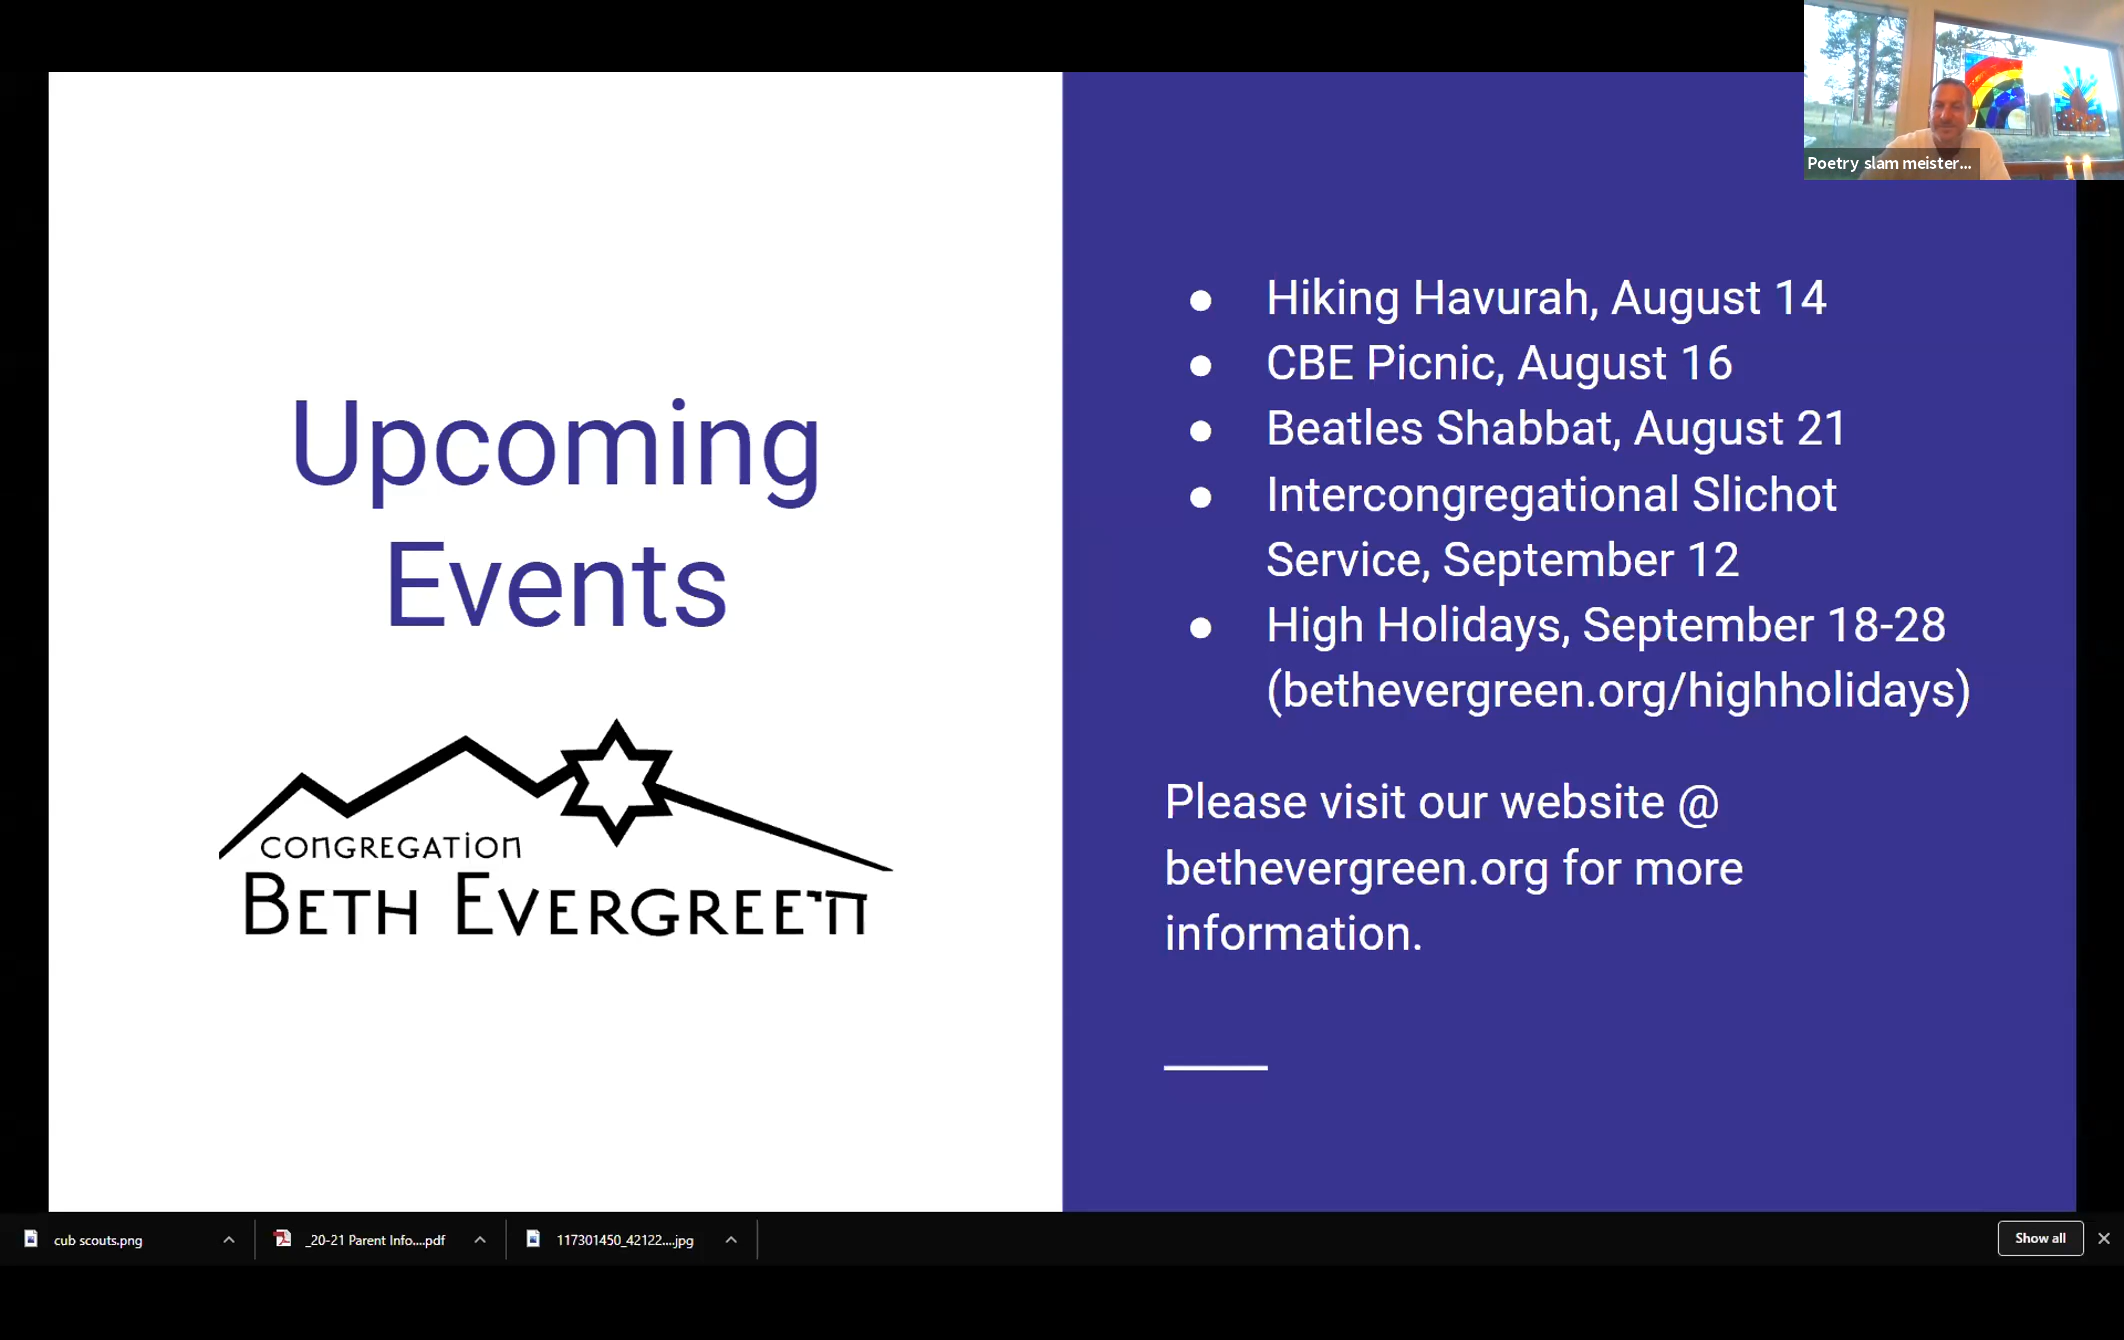 Poetry slam meister...
Upcoming
Events
CONGREGATION
BETH EVERGREEN
● Hiking Havurah, August 14
● CBE Picnic, August 16
● Beatles Shabbat, August 21
● Intercongregational Slichot
Service, September 12
● High Holidays, September 18-28
(bethevergreen.org/highholidays)
Please visit our website @
bethevergreen.org for more
information.
cub scouts.png
_20-21 Parent Info....pdf
117301450_42122....jpg
Show all